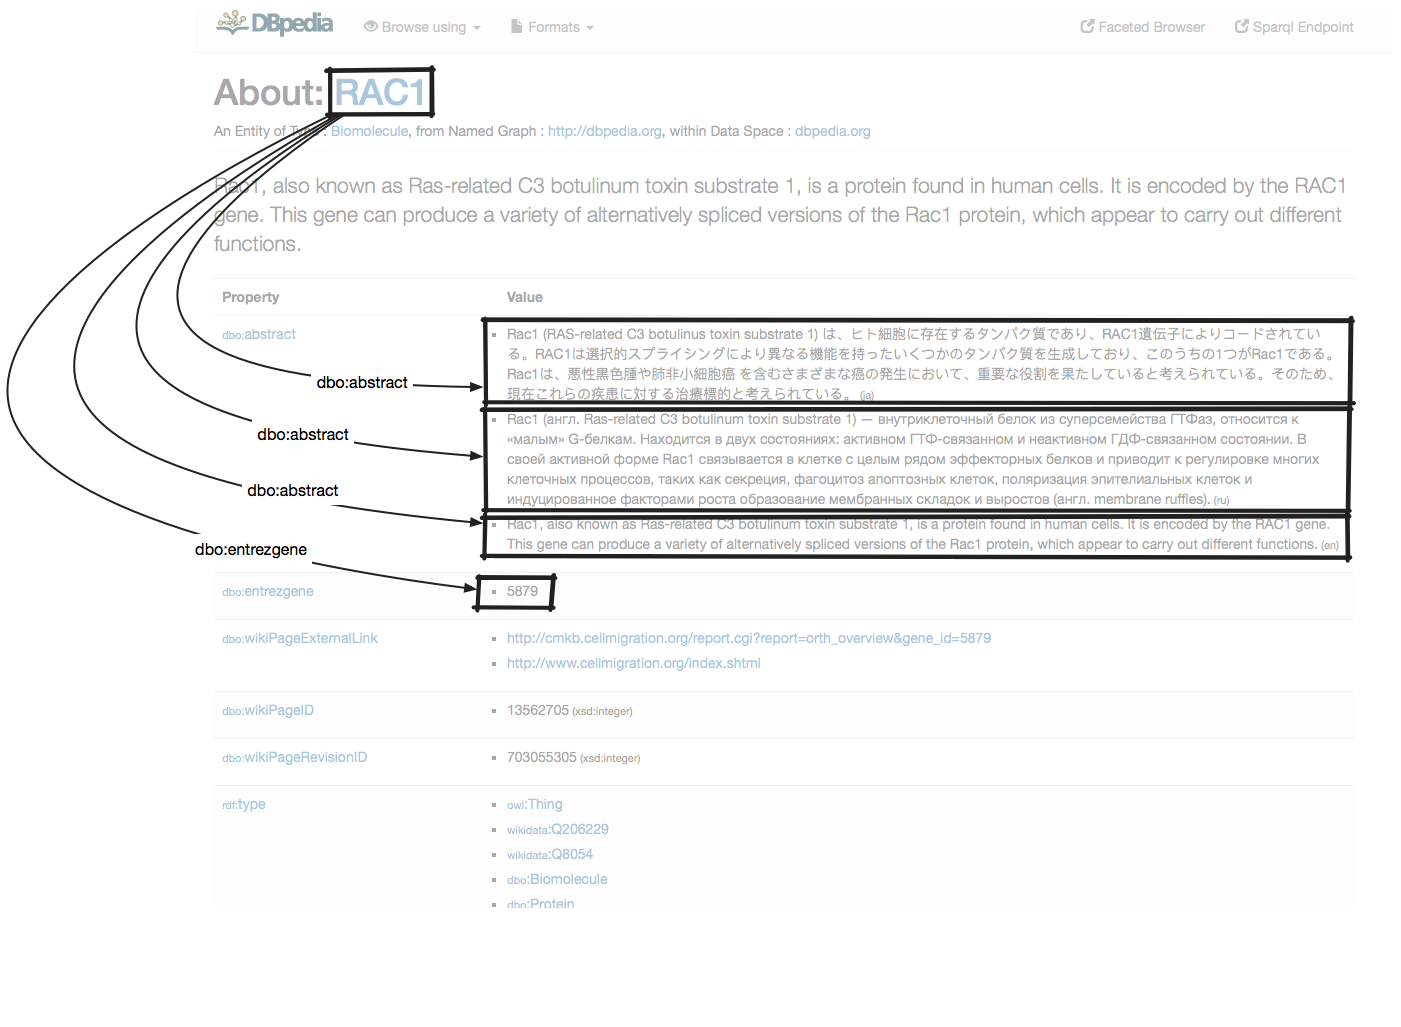 DBpedia Browse using Formats Faceted Browser Sparql Endpoint
About: RAC1
An Entity of Type : Biomolecule, from Named Graph : http://dbpedia.org, within Data Space : dbpedia.org
Rac1, also known as Ras-related C3 botulinum toxin substrate 1, is a protein found in human cells. It is encoded by the RAC1
gene. This gene can produce a variety of alternatively spliced versions of the Rac1 protein, which appear to carry out different
functions.
Property Value
dbo:abstract
Rac1 (RAS-related C3 botulinus toxin substrate 1) は、ヒト細胞に存在するタンパク質であり、RAC1遺伝子によりコードされてい
る。RAC1は選択的スプライシングにより異なる機能を持ったいくつかのタンパク質を生成しており、このうちの1つがRac1である。
Rac1は、悪性黒色腫や肺非小細胞癌 を含むさまざまな癌の発生において、重要な役割を果たしていると考えられている。そのため、
現在これらの疾患に対する治療標的と考えられている。 (ja)
dbo:abstract
Rac1 (англ. Ras-related C3 botulinum toxin substrate 1) — внутриклеточный белок из суперсемейства ГТФаз, относится к
«малым» G-белкам. Находится в двух состояниях: активном ГТФ-связанном и неактивном ГДФ-связанном состоянии. В
своей активной форме Rac1 связывается в клетке с целым рядом эффекторных белков и приводит к регулировке многих
клеточных процессов, таких как секреция, фагоцитоз апоптозных клеток, поляризация эпителиальных клеток и
индуцированное факторами роста образование мембранных складок и выростов (англ. membrane ruffles). (ru)
dbo:abstract
dbo:abstract
Rac1, also known as Ras-related C3 botulinum toxin substrate 1, is a protein found in human cells. It is encoded by the RAC1 gene.
This gene can produce a variety of alternatively spliced versions of the Rac1 protein, which appear to carry out different functions. (en)
dbo:entrezgene
dbo:entrezgene 5879
dbo:wikiPageExternalLink http://cmkb.cellmigration.org/report.cgi?report=orth_overview&gene_id=5879
http://www.cellmigration.org/index.shtml
dbo:wikiPageID 13562705 (xsd:integer)
dbo:wikiPageRevisionID 703055305 (xsd:integer)
rdf:type owl:Thing
wikidata:Q206229
wikidata:Q8054
dbo:Biomolecule
dbo:Protein